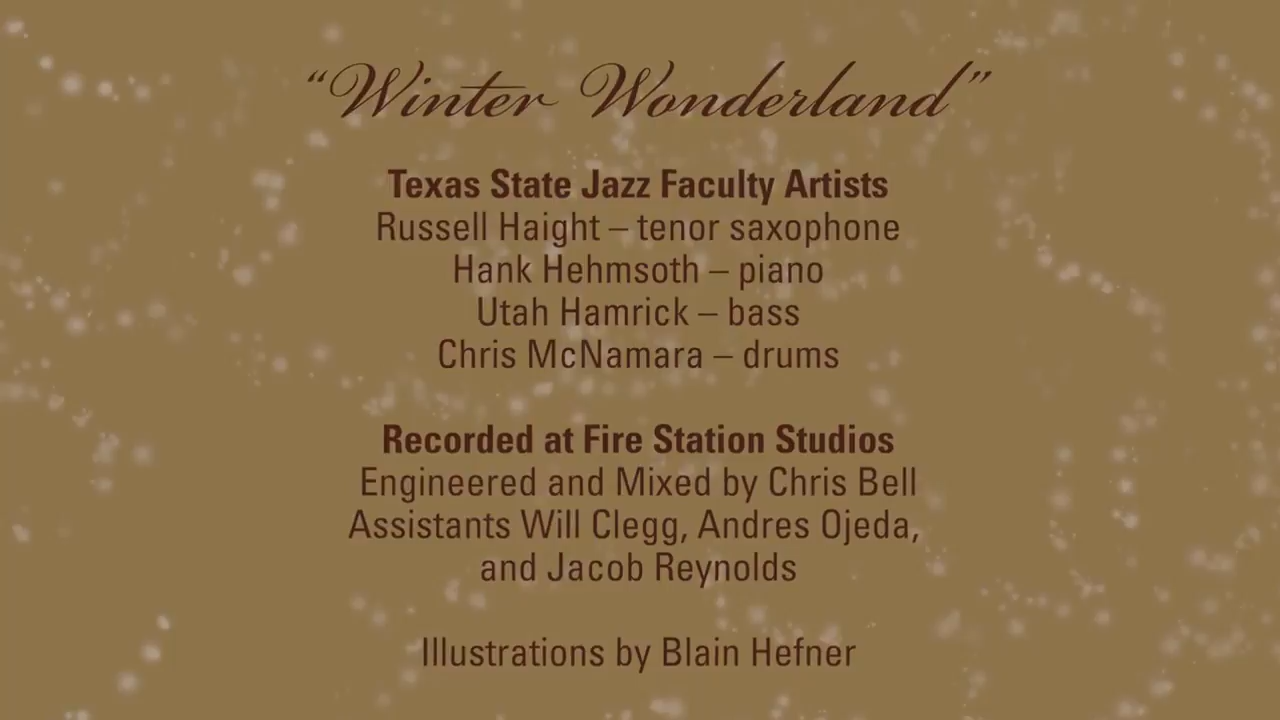 “Winter Wonderland”
Texas State Jazz Faculty Artists
Russell Haight – tenor saxophone
Hank Hehmsoth – piano
Utah Hamrick – bass
Chris McNamara – drums
Recorded at Fire Station Studios
Engineered and Mixed by Chris Bell
Assistants Will Clegg, Andres Ojeda,
and Jacob Reynolds
Illustrations by Blain Hefner